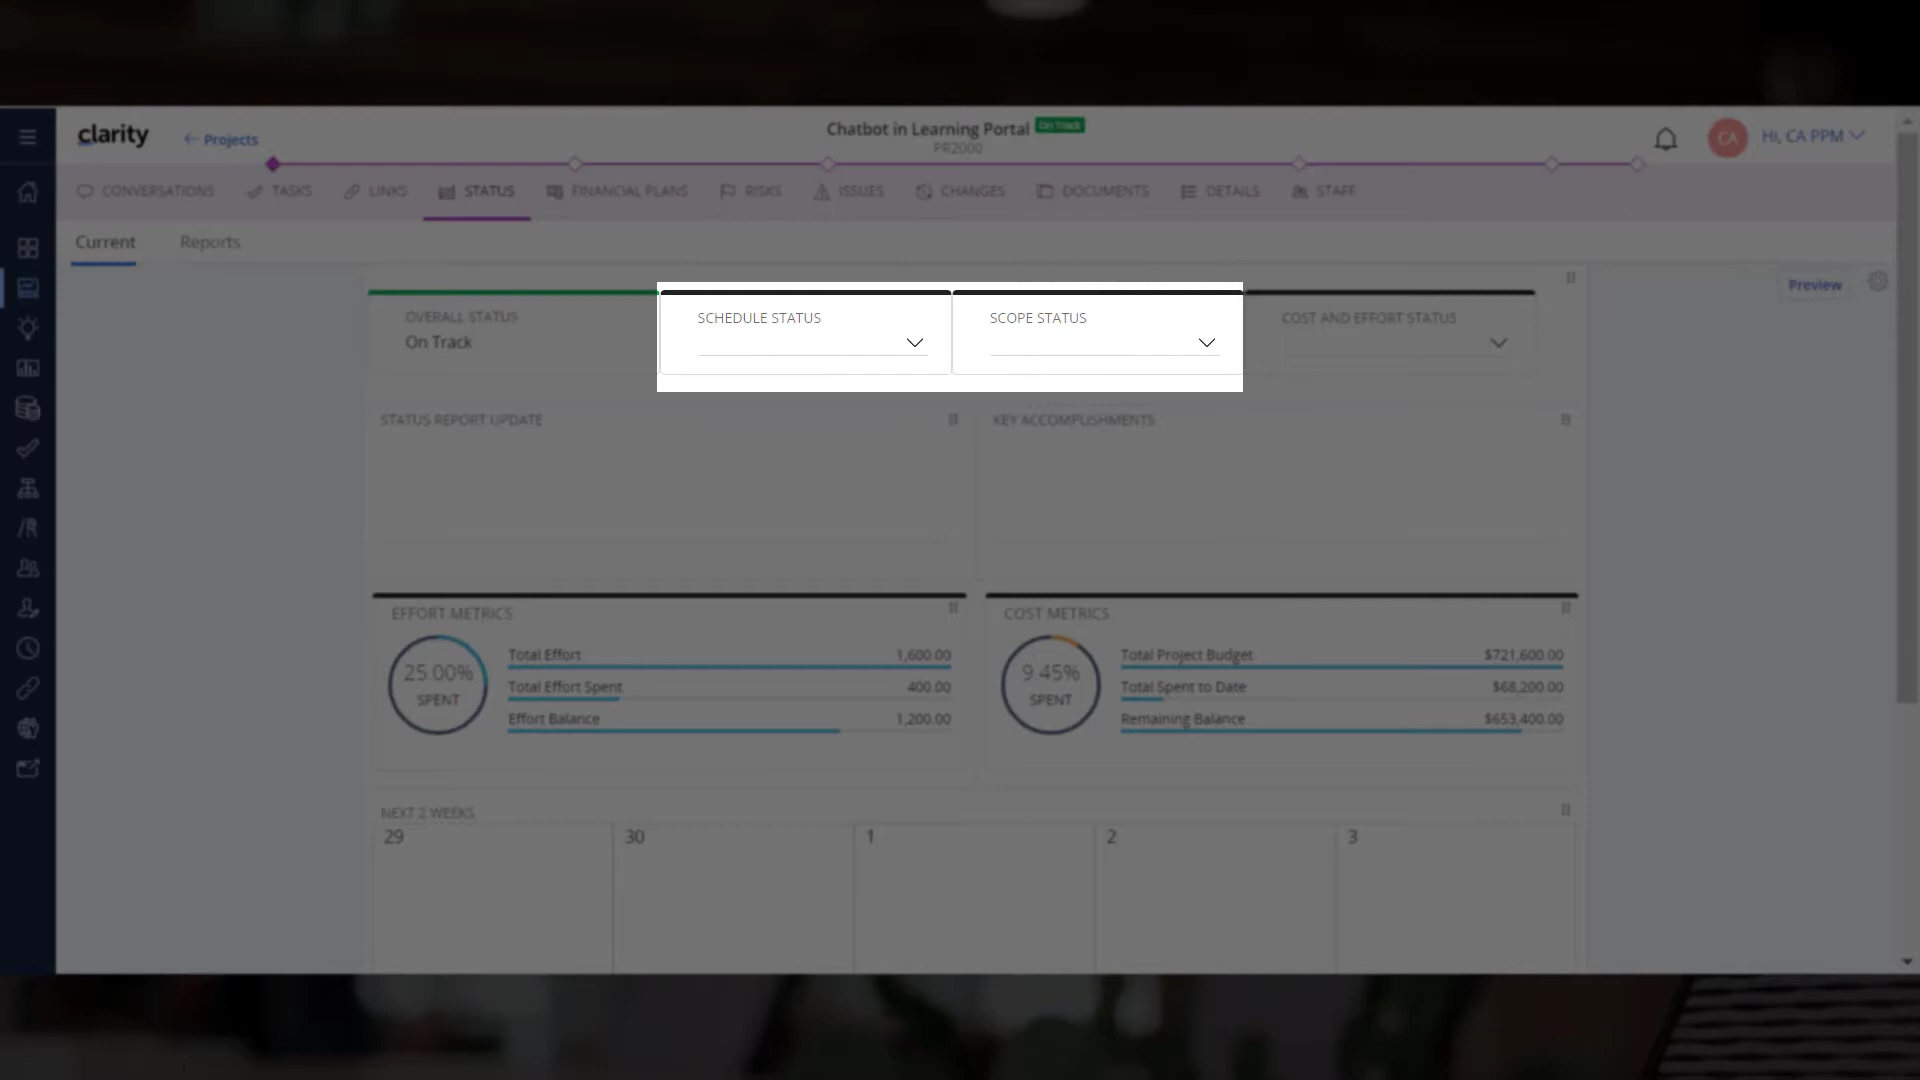 clarity
Projects
Chatbot in Learning Portal On Track
PR2000
CA
Hi, CA PPM
CONVERSATIONS TASKS LINKS STATUS FINANCIAL PLANS RISKS ISSUES CHANGES DOCUMENTS DETAILS STAFF
Current Reports
Preview
OVERALL STATUS
On Track
SCHEDULE STATUS
SCOPE STATUS
COST AND EFFORT STATUS
STATUS REPORT UPDATE
KEY ACCOMPLISHMENTS
EFFORT METRICS
25.00%
SPENT
Total Effort 1,600.00
Total Effort Spent 400.00
Effort Balance 1,200.00
COST METRICS
9.45%
SPENT
Total Project Budget $721,600.00
Total Spent to Date $68,200.00
Remaining Balance $653,400.00
NEXT 2 WEEKS
29 30 1 2 3